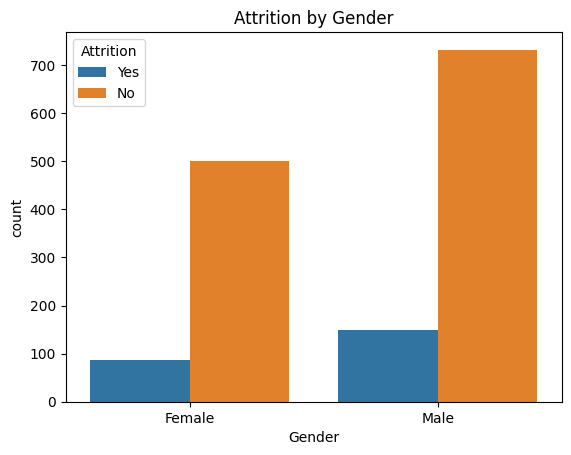 Attrition by Gender
Attrition
Yes
No
700
600
500
400
300
200
100
0
count
Female
Male
Gender